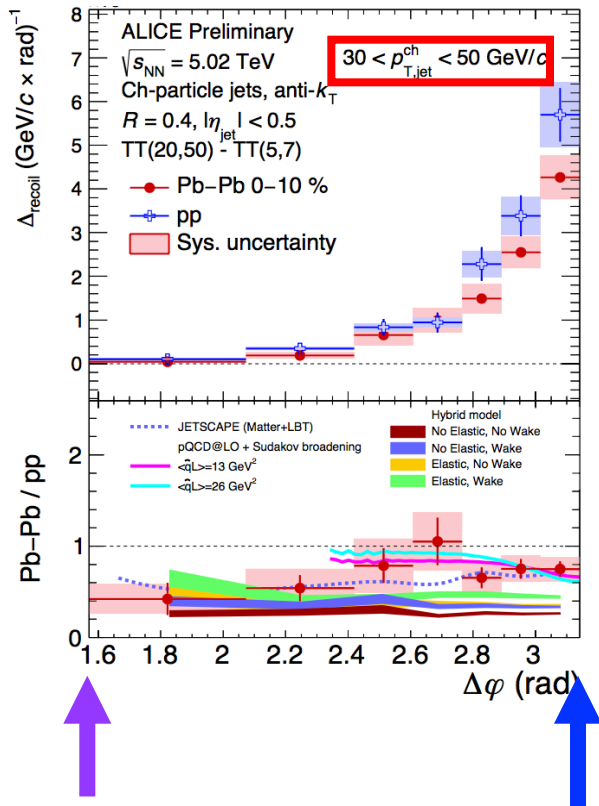 ALICE Preliminary
√sNN = 5.02 TeV
Ch-particle jets, anti-kT
R = 0.4, |ηjet| < 0.5
TT(20,50) - TT(5,7)
30 < p^ch_T,jet < 50 GeV/c
Pb−Pb 0−10 %
pp
Sys. uncertainty
Δrecoil (GeV/c × rad)⁻¹
8
7
6
5
4
3
2
1
0
JETSCAPE (Matter+LBT)
pQCD@LO + Sudakov broadening
<q̂L>=13 GeV²
<q̂L>=26 GeV²
Hybrid model
No Elastic, No Wake
No Elastic, Wake
Elastic, No Wake
Elastic, Wake
Pb−Pb / pp
2
1
0
1.6 1.8 2 2.2 2.4 2.6 2.8 3
Δφ (rad)